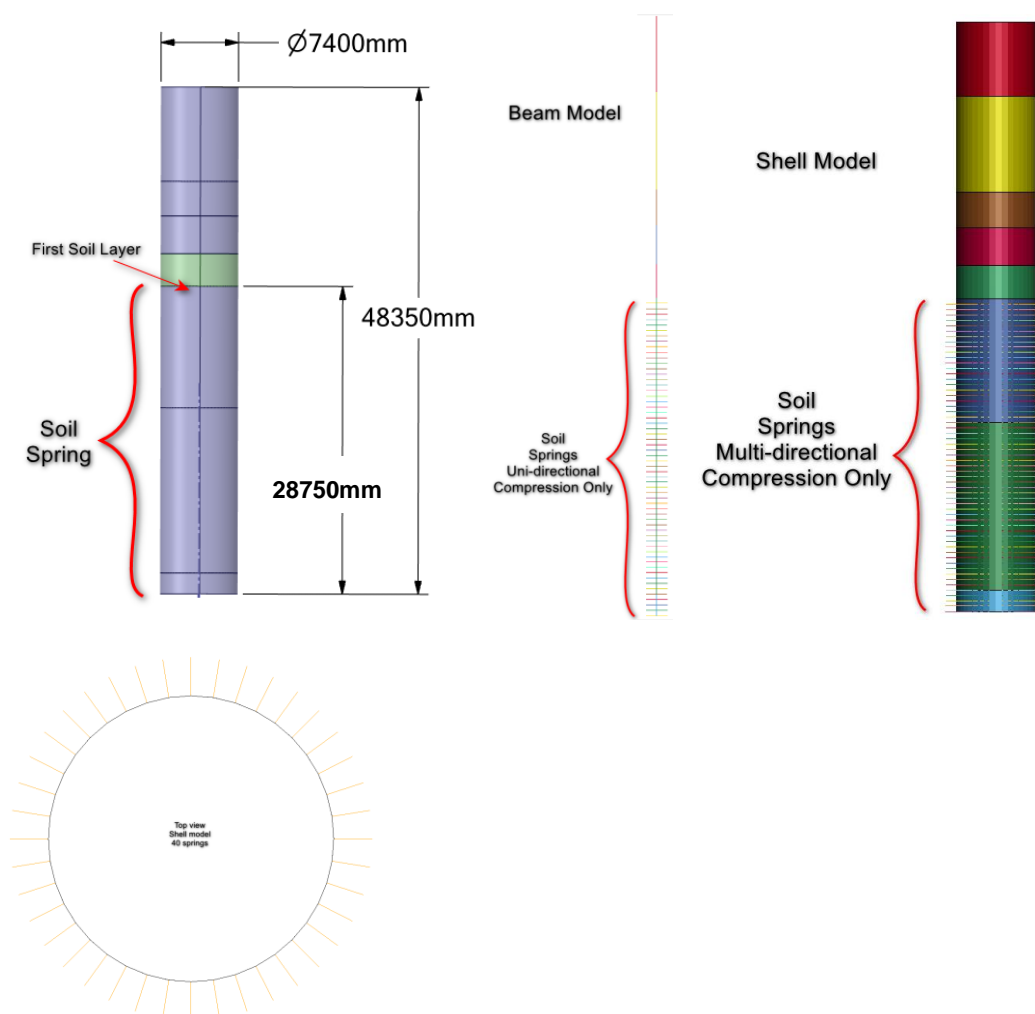 Ø7400mm
Beam Model
Shell Model
First Soil Layer
48350mm
Soil
Spring
28750mm
Soil
Springs
Uni-directional
Compression Only
Soil
Springs
Multi-directional
Compression Only
Top view
Shell model
40 springs